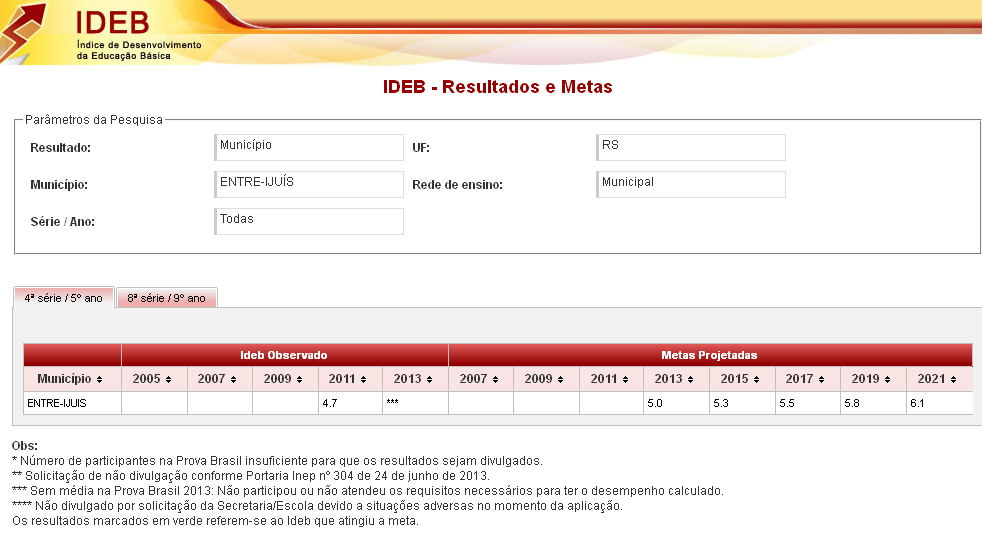 IDEB
Índice de Desenvolvimento
da Educação Básica
IDEB - Resultados e Metas
Parâmetros da Pesquisa
Resultado: Município UF: RS
Município: ENTRE-IJUÍS Rede de ensino: Municipal
Série / Ano: Todas
4ª série / 5º ano 8ª série / 9º ano
Ideb Observado Metas Projetadas
Município 2005 2007 2009 2011 2013 2007 2009 2011 2013 2015 2017 2019 2021
ENTRE-IJUIS 4.7 *** 5.0 5.3 5.5 5.8 6.1
Obs:
* Número de participantes na Prova Brasil insuficiente para que os resultados sejam divulgados.
** Solicitação de não divulgação conforme Portaria Inep nº 304 de 24 de junho de 2013.
*** Sem média na Prova Brasil 2013: Não participou ou não atendeu os requisitos necessários para ter o desempenho calculado.
**** Não divulgado por solicitação da Secretaria/Escola devido a situações adversas no momento da aplicação.
Os resultados marcados em verde referem-se ao Ideb que atingiu a meta.